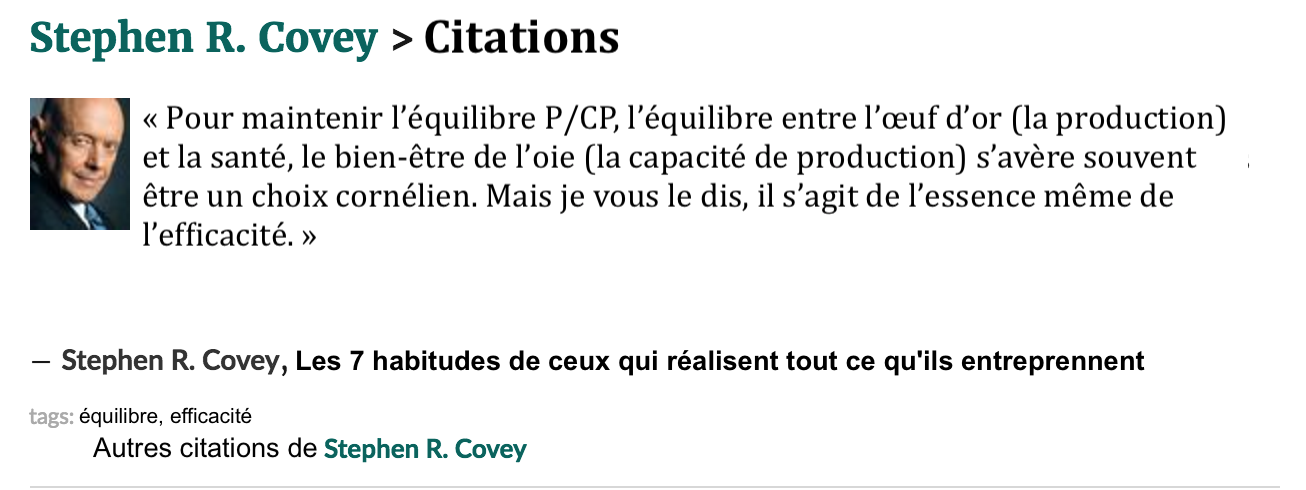 Stephen R. Covey > Citations
« Pour maintenir l’équilibre P/CP, l’équilibre entre l’œuf d’or (la production)
et la santé, le bien-être de l’oie (la capacité de production) s’avère souvent
être un choix cornélien. Mais je vous le dis, il s’agit de l’essence même de
l’efficacité. »
― Stephen R. Covey, Les 7 habitudes de ceux qui réalisent tout ce qu'ils entreprennent
tags: équilibre, efficacité
Autres citations de Stephen R. Covey